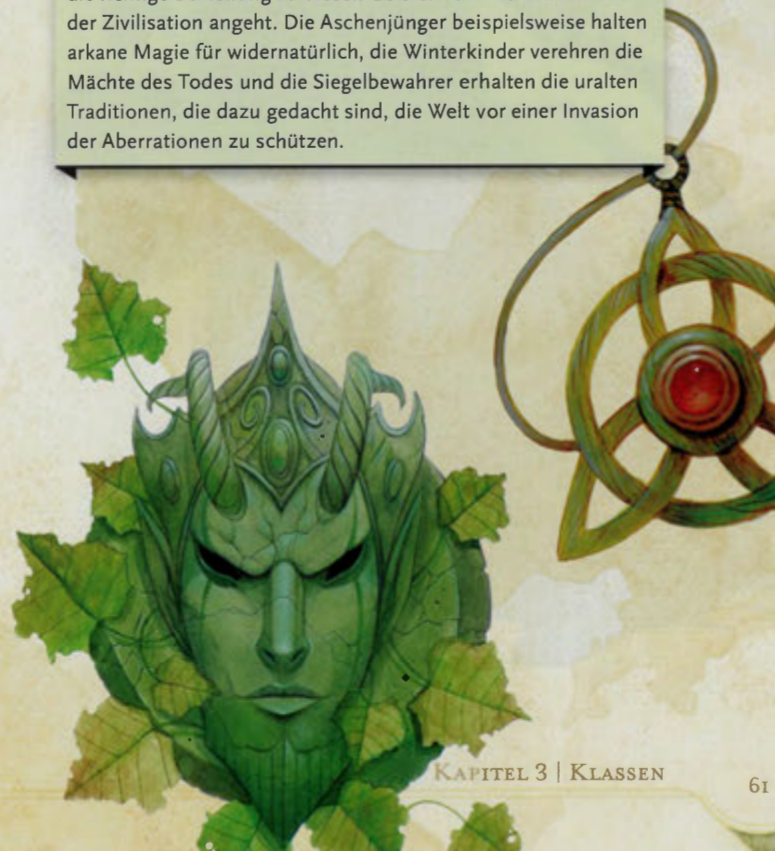 der Zivilisation angeht. Die Aschenjünger beispielsweise halten
arkane Magie für widernatürlich, die Winterkinder verehren die
Mächte des Todes und die Siegelbewahrer erhalten die uralten
Traditionen, die dazu gedacht sind, die Welt vor einer Invasion
der Aberrationen zu schützen.
Kapitel 3 | Klassen
61